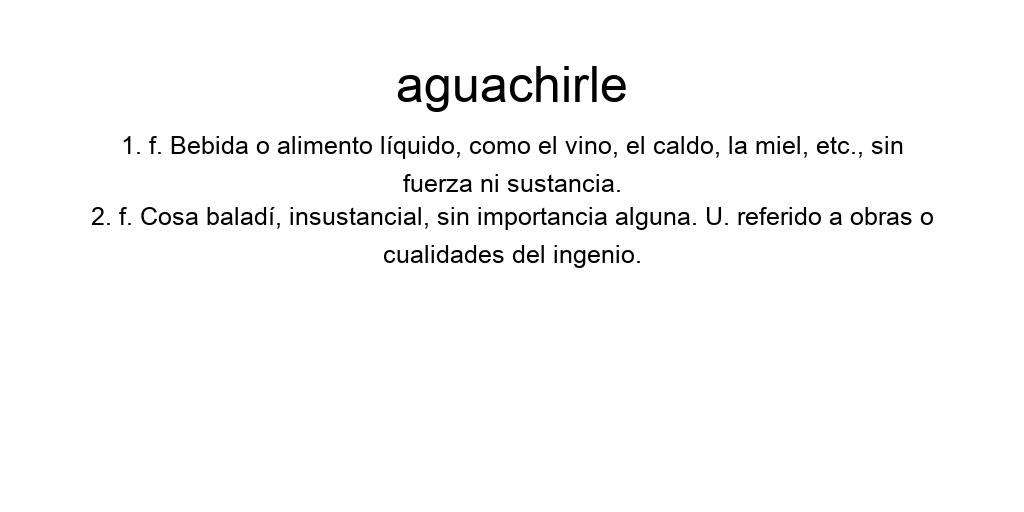 aguachirle
1. f. Bebida o alimento líquido, como el vino, el caldo, la miel, etc., sin
fuerza ni sustancia.
2. f. Cosa baladí, insustancial, sin importancia alguna. U. referido a obras o
cualidades del ingenio.